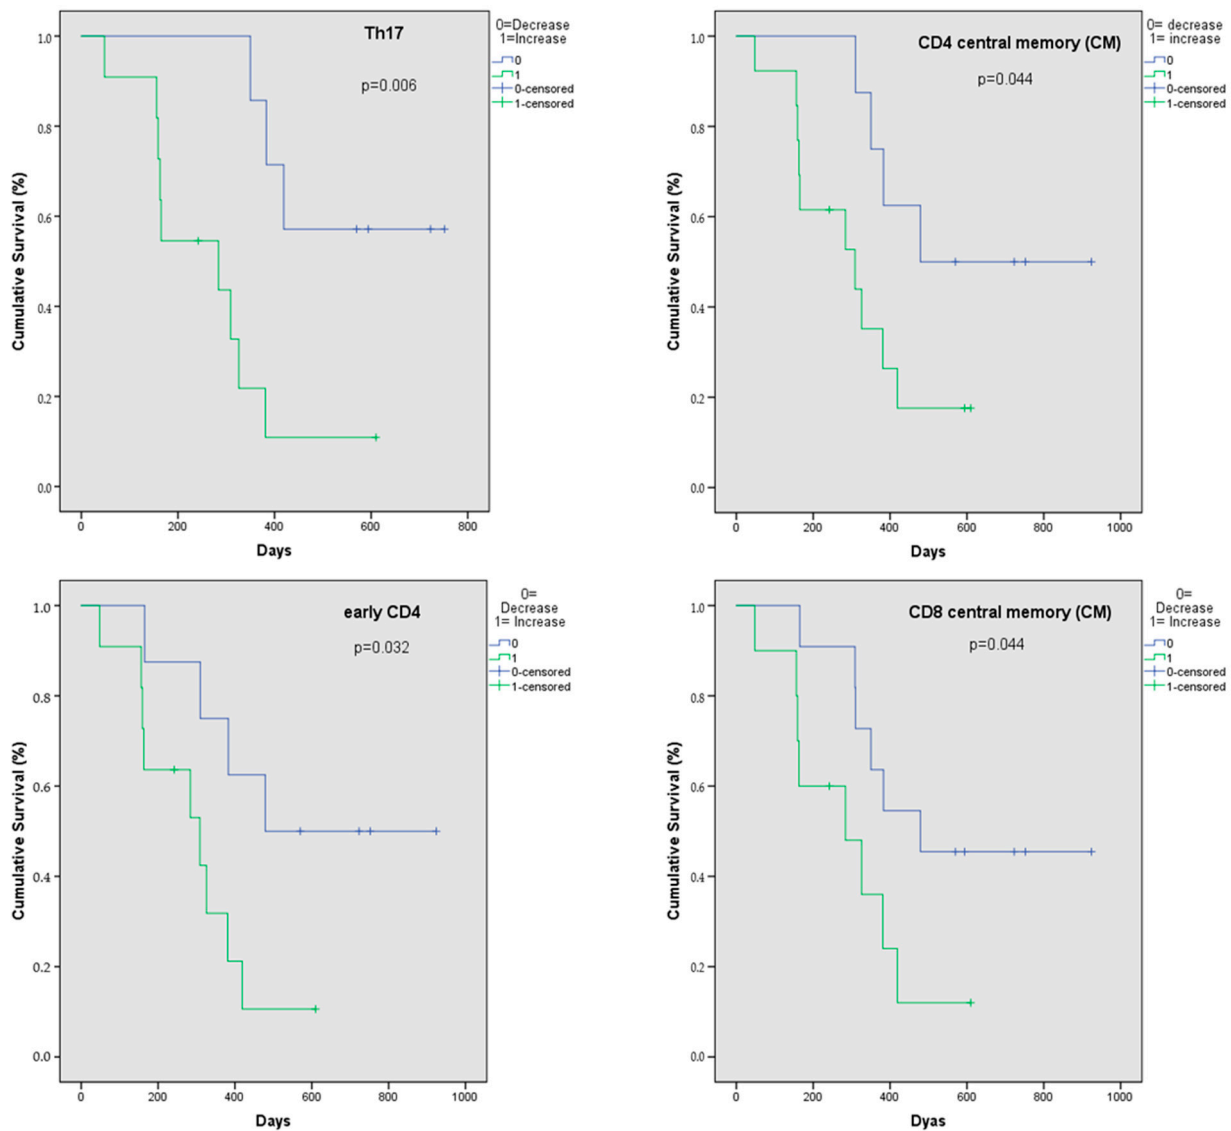 Th17
p=0.006
0=Decrease
1=Increase
0
1
0-censored
1-censored
Cumulative Survival (%)
1.0
0.8
0.6
0.4
0.2
0.0
0
200
400
600
800
Days
CD4 central memory (CM)
p=0.044
0= decrease
1= increase
0
1
0-censored
1-censored
Cumulative Survival (%)
1.0
0.8
0.6
0.4
0.2
0.0
0
200
400
600
800
1000
Days
early CD4
p=0.032
0=
Decrease
1= Increase
0
1
0-censored
1-censored
Cumulative Survival (%)
1.0
0.8
0.6
0.4
0.2
0.0
0
200
400
600
800
1000
Days
CD8 central memory (CM)
p=0.044
0=
Decrease
1= Increase
0
1
0-censored
1-censored
Cumulative Survival (%)
1.0
0.8
0.6
0.4
0.2
0.0
0
200
400
600
800
1000
Dyas